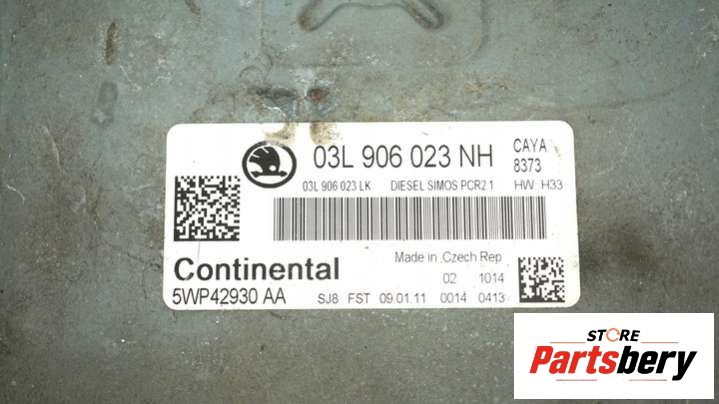 03L 906 023 NH
CAYA
8373
03L 906 023 LK DIESEL SIMOS PCR2 1 HW H33
Continental
Made in Czech Rep
02 1014
5WP42930 AA SJ8 FST 09.01.11 0014 0413
STORE
Partsbery